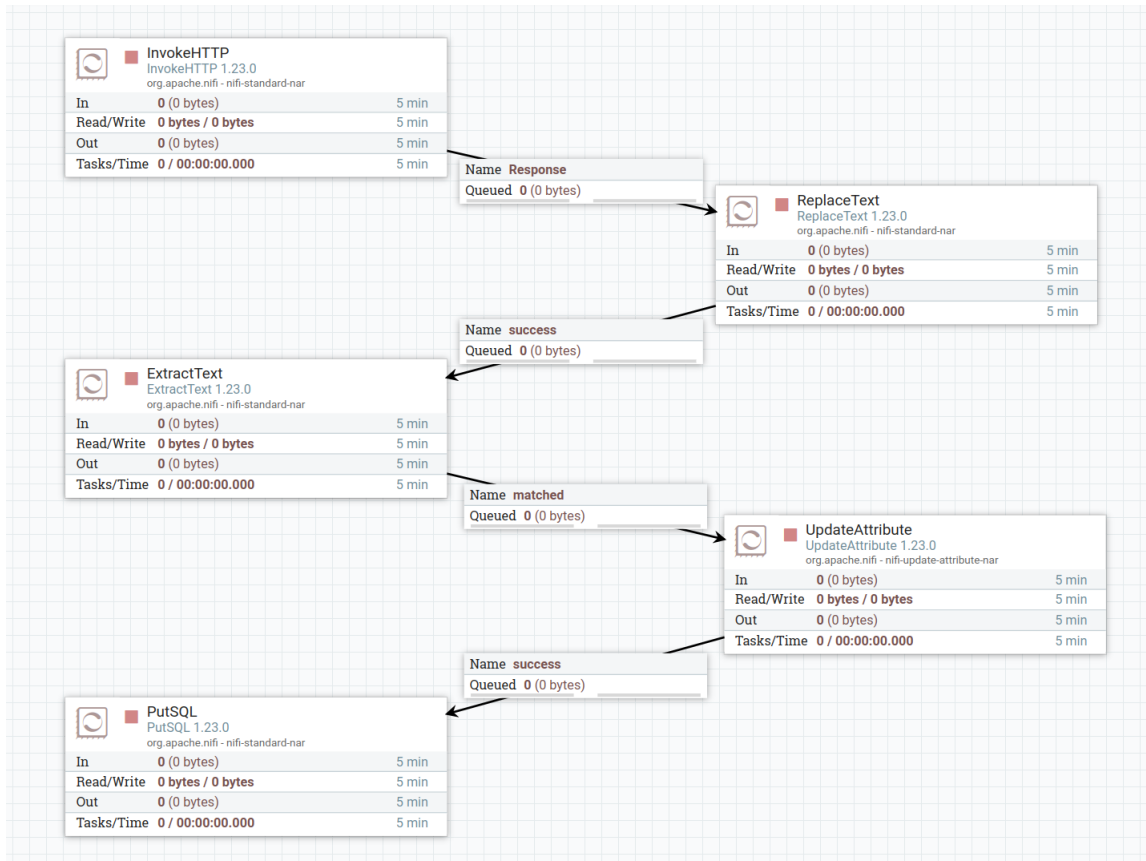 InvokeHTTP
InvokeHTTP 1.23.0
org.apache.nifi - nifi-standard-nar
In 0 (0 bytes) 5 min
Read/Write 0 bytes / 0 bytes 5 min
Out 0 (0 bytes) 5 min
Tasks/Time 0 / 00:00:00.000 5 min
Name Response
Queued 0 (0 bytes)
ReplaceText
ReplaceText 1.23.0
org.apache.nifi - nifi-standard-nar
In 0 (0 bytes) 5 min
Read/Write 0 bytes / 0 bytes 5 min
Out 0 (0 bytes) 5 min
Tasks/Time 0 / 00:00:00.000 5 min
Name success
Queued 0 (0 bytes)
ExtractText
ExtractText 1.23.0
org.apache.nifi - nifi-standard-nar
In 0 (0 bytes) 5 min
Read/Write 0 bytes / 0 bytes 5 min
Out 0 (0 bytes) 5 min
Tasks/Time 0 / 00:00:00.000 5 min
Name matched
Queued 0 (0 bytes)
UpdateAttribute
UpdateAttribute 1.23.0
org.apache.nifi - nifi-update-attribute-nar
In 0 (0 bytes) 5 min
Read/Write 0 bytes / 0 bytes 5 min
Out 0 (0 bytes) 5 min
Tasks/Time 0 / 00:00:00.000 5 min
Name success
Queued 0 (0 bytes)
PutSQL
PutSQL 1.23.0
org.apache.nifi - nifi-standard-nar
In 0 (0 bytes) 5 min
Read/Write 0 bytes / 0 bytes 5 min
Out 0 (0 bytes) 5 min
Tasks/Time 0 / 00:00:00.000 5 min